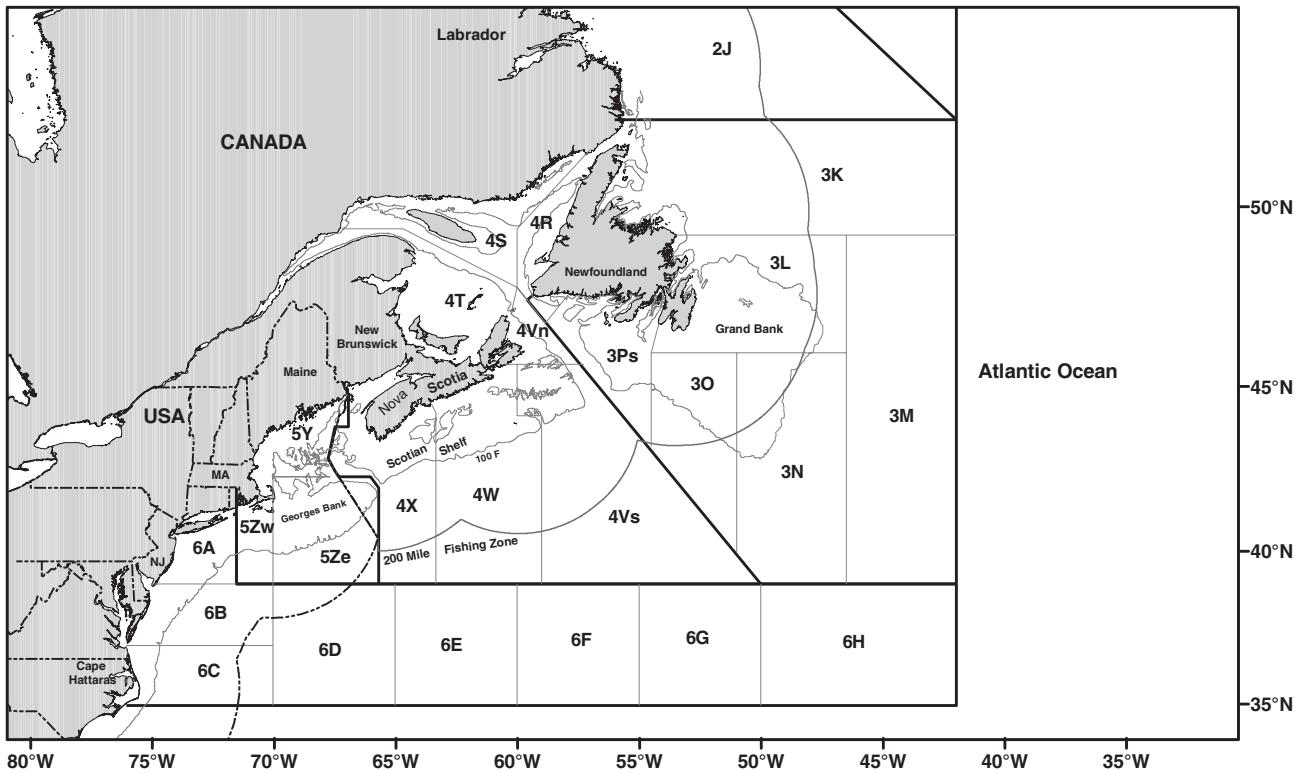 Labrador
2J
CANADA
3K
50°N
4R
4S
3L
Newfoundland
4T
Grand Bank
New
Brunswick
4Vn
3Ps
Maine
Atlantic Ocean
3O
45°N
Nova
Scotia
USA
3M
5Y
Scotian
Shelf
100 F
3N
MA
4W
4X
Georges Bank
4Vs
5Zw
6A
200 Mile
Fishing Zone
40°N
5Ze
NJ
6B
6D
6E
6F
6G
6H
Cape
Hattaras
6C
35°N
80°W
75°W
70°W
65°W
60°W
55°W
50°W
45°W
40°W
35°W